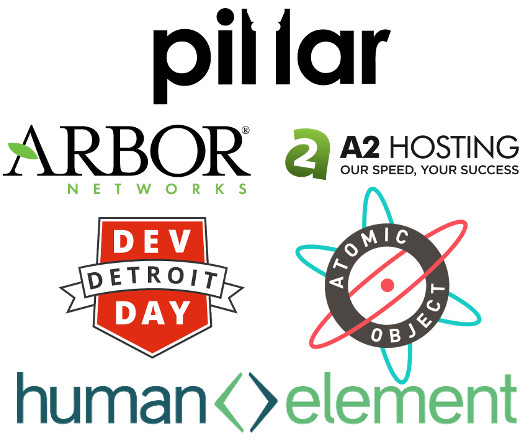 pillar
ARBOR®
NETWORKS
A2 HOSTING
OUR SPEED, YOUR SUCCESS
DEV
DETROIT
DAY
ATOMIC
OBJECT
human<>element